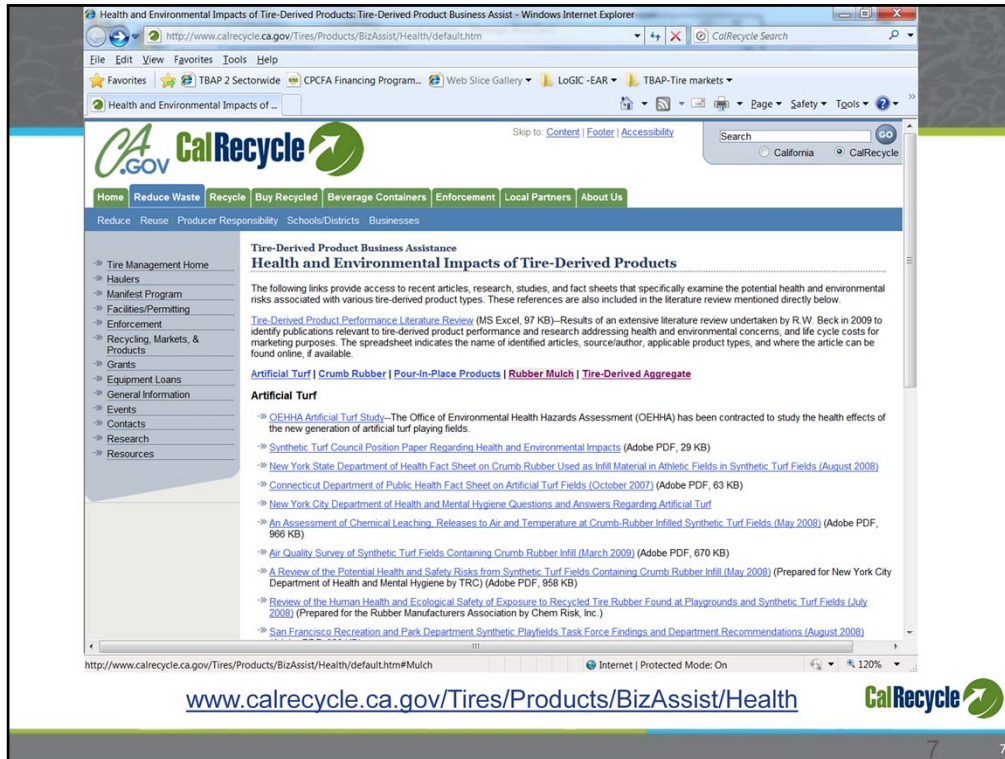 Health and Environmental Impacts of Tire-Derived Products: Tire-Derived Product Business Assist - Windows Internet Explorer
http://www.calrecycle.ca.gov/Tires/Products/BizAssist/Health/default.htm
CalRecycle Search
File Edit View Favorites Tools Help
Favorites TBAP 2 Sectorwide CPCFA Financing Program... Web Slice Gallery LoGIC -EAR TBAP-Tire markets
Health and Environmental Impacts of ...
Page Safety Tools
CA.GOV CalRecycle
Skip to: Content | Footer | Accessibility
Search GO
California CalRecycle
Home Reduce Waste Recycle Buy Recycled Beverage Containers Enforcement Local Partners About Us
Reduce Reuse Producer Responsibility Schools/Districts Businesses
Tire Management Home
Haulers
Manifest Program
Facilities/Permitting
Enforcement
Recycling, Markets, &
Products
Grants
Equipment Loans
General Information
Events
Contacts
Research
Resources
Tire-Derived Product Business Assistance
Health and Environmental Impacts of Tire-Derived Products
The following links provide access to recent articles, research, studies, and fact sheets that specifically examine the potential health and environmental
risks associated with various tire-derived product types. These references are also included in the literature review mentioned directly below.
Tire-Derived Product Performance Literature Review (MS Excel, 97 KB)--Results of an extensive literature review undertaken by R.W. Beck in 2009 to
identify publications relevant to tire-derived product performance and research addressing health and environmental concerns, and life cycle costs for
marketing purposes. The spreadsheet indicates the name of identified articles, source/author, applicable product types, and where the article can be
found online, if available.
Artificial Turf | Crumb Rubber | Pour-In-Place Products | Rubber Mulch | Tire-Derived Aggregate
Artificial Turf
OEHHA Artificial Turf Study--The Office of Environmental Health Hazards Assessment (OEHHA) has been contracted to study the health effects of
the new generation of artificial turf playing fields.
Synthetic Turf Council Position Paper Regarding Health and Environmental Impacts (Adobe PDF, 29 KB)
New York State Department of Health Fact Sheet on Crumb Rubber Used as Infill Material in Athletic Fields in Synthetic Turf Fields (August 2008)
Connecticut Department of Public Health Fact Sheet on Artificial Turf Fields (October 2007) (Adobe PDF, 63 KB)
New York City Department of Health and Mental Hygiene Questions and Answers Regarding Artificial Turf
An Assessment of Chemical Leaching, Releases to Air and Temperature at Crumb-Rubber Infilled Synthetic Turf Fields (May 2008) (Adobe PDF,
966 KB)
Air Quality Survey of Synthetic Turf Fields Containing Crumb Rubber Infill (March 2009) (Adobe PDF, 670 KB)
A Review of the Potential Health and Safety Risks from Synthetic Turf Fields Containing Crumb Rubber Infill (May 2008) (Prepared for New York City
Department of Health and Mental Hygiene by TRC) (Adobe PDF, 958 KB)
Review of the Human Health and Ecological Safety of Exposure to Recycled Tire Rubber Found at Playgrounds and Synthetic Turf Fields (July
2008) (Prepared for the Rubber Manufacturers Association by Chem Risk, Inc.)
San Francisco Recreation and Park Department Synthetic Playfields Task Force Findings and Department Recommendations (August 2008)
http://www.calrecycle.ca.gov/Tires/Products/BizAssist/Health/default.htm#Mulch
Internet | Protected Mode: On
120%
www.calrecycle.ca.gov/Tires/Products/BizAssist/Health
CalRecycle
7
7